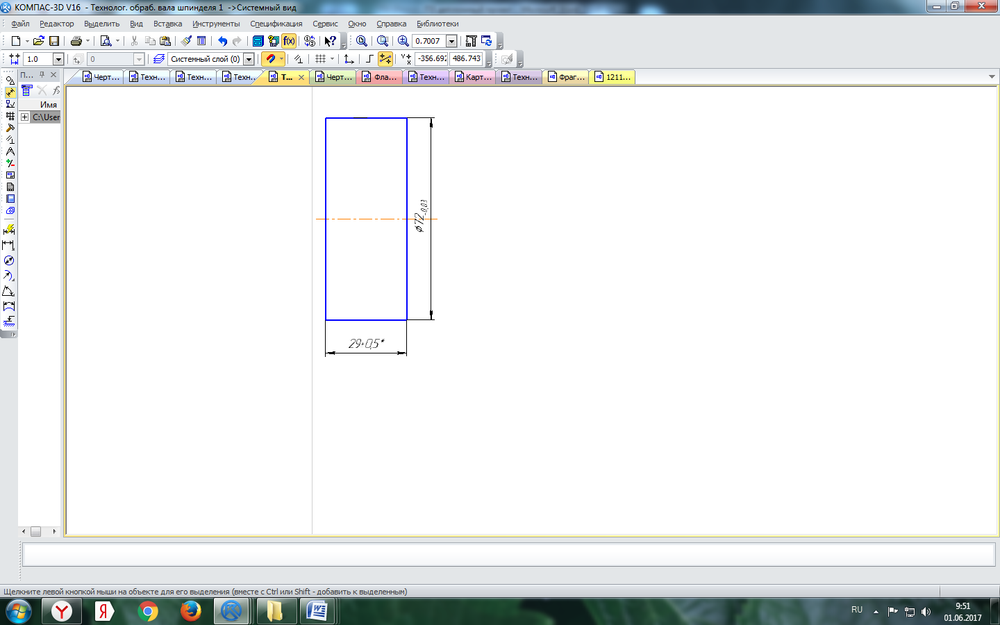 КОМПАС-3D V16 - Технолог. обраб. вала шпинделя 1 ->Системный вид
Файл Редактор Выделить Вид Вставка Инструменты Спецификация Сервис Окно Справка Библиотеки
0.7007
1.0 0 Системный слой (0) -356.692 486.743
П... Черт... Техн... Техн... Техн... Т... Черт... Фла... Техн... Карт... Техн... Фраг... 1211...
Имя
C:\User
⌀72-0,03
29+0,5*
Щелкните левой кнопкой мыши на объекте для его выделения (вместе с Ctrl или Shift - добавить к выделенным)
RU 9:51
01.06.2017